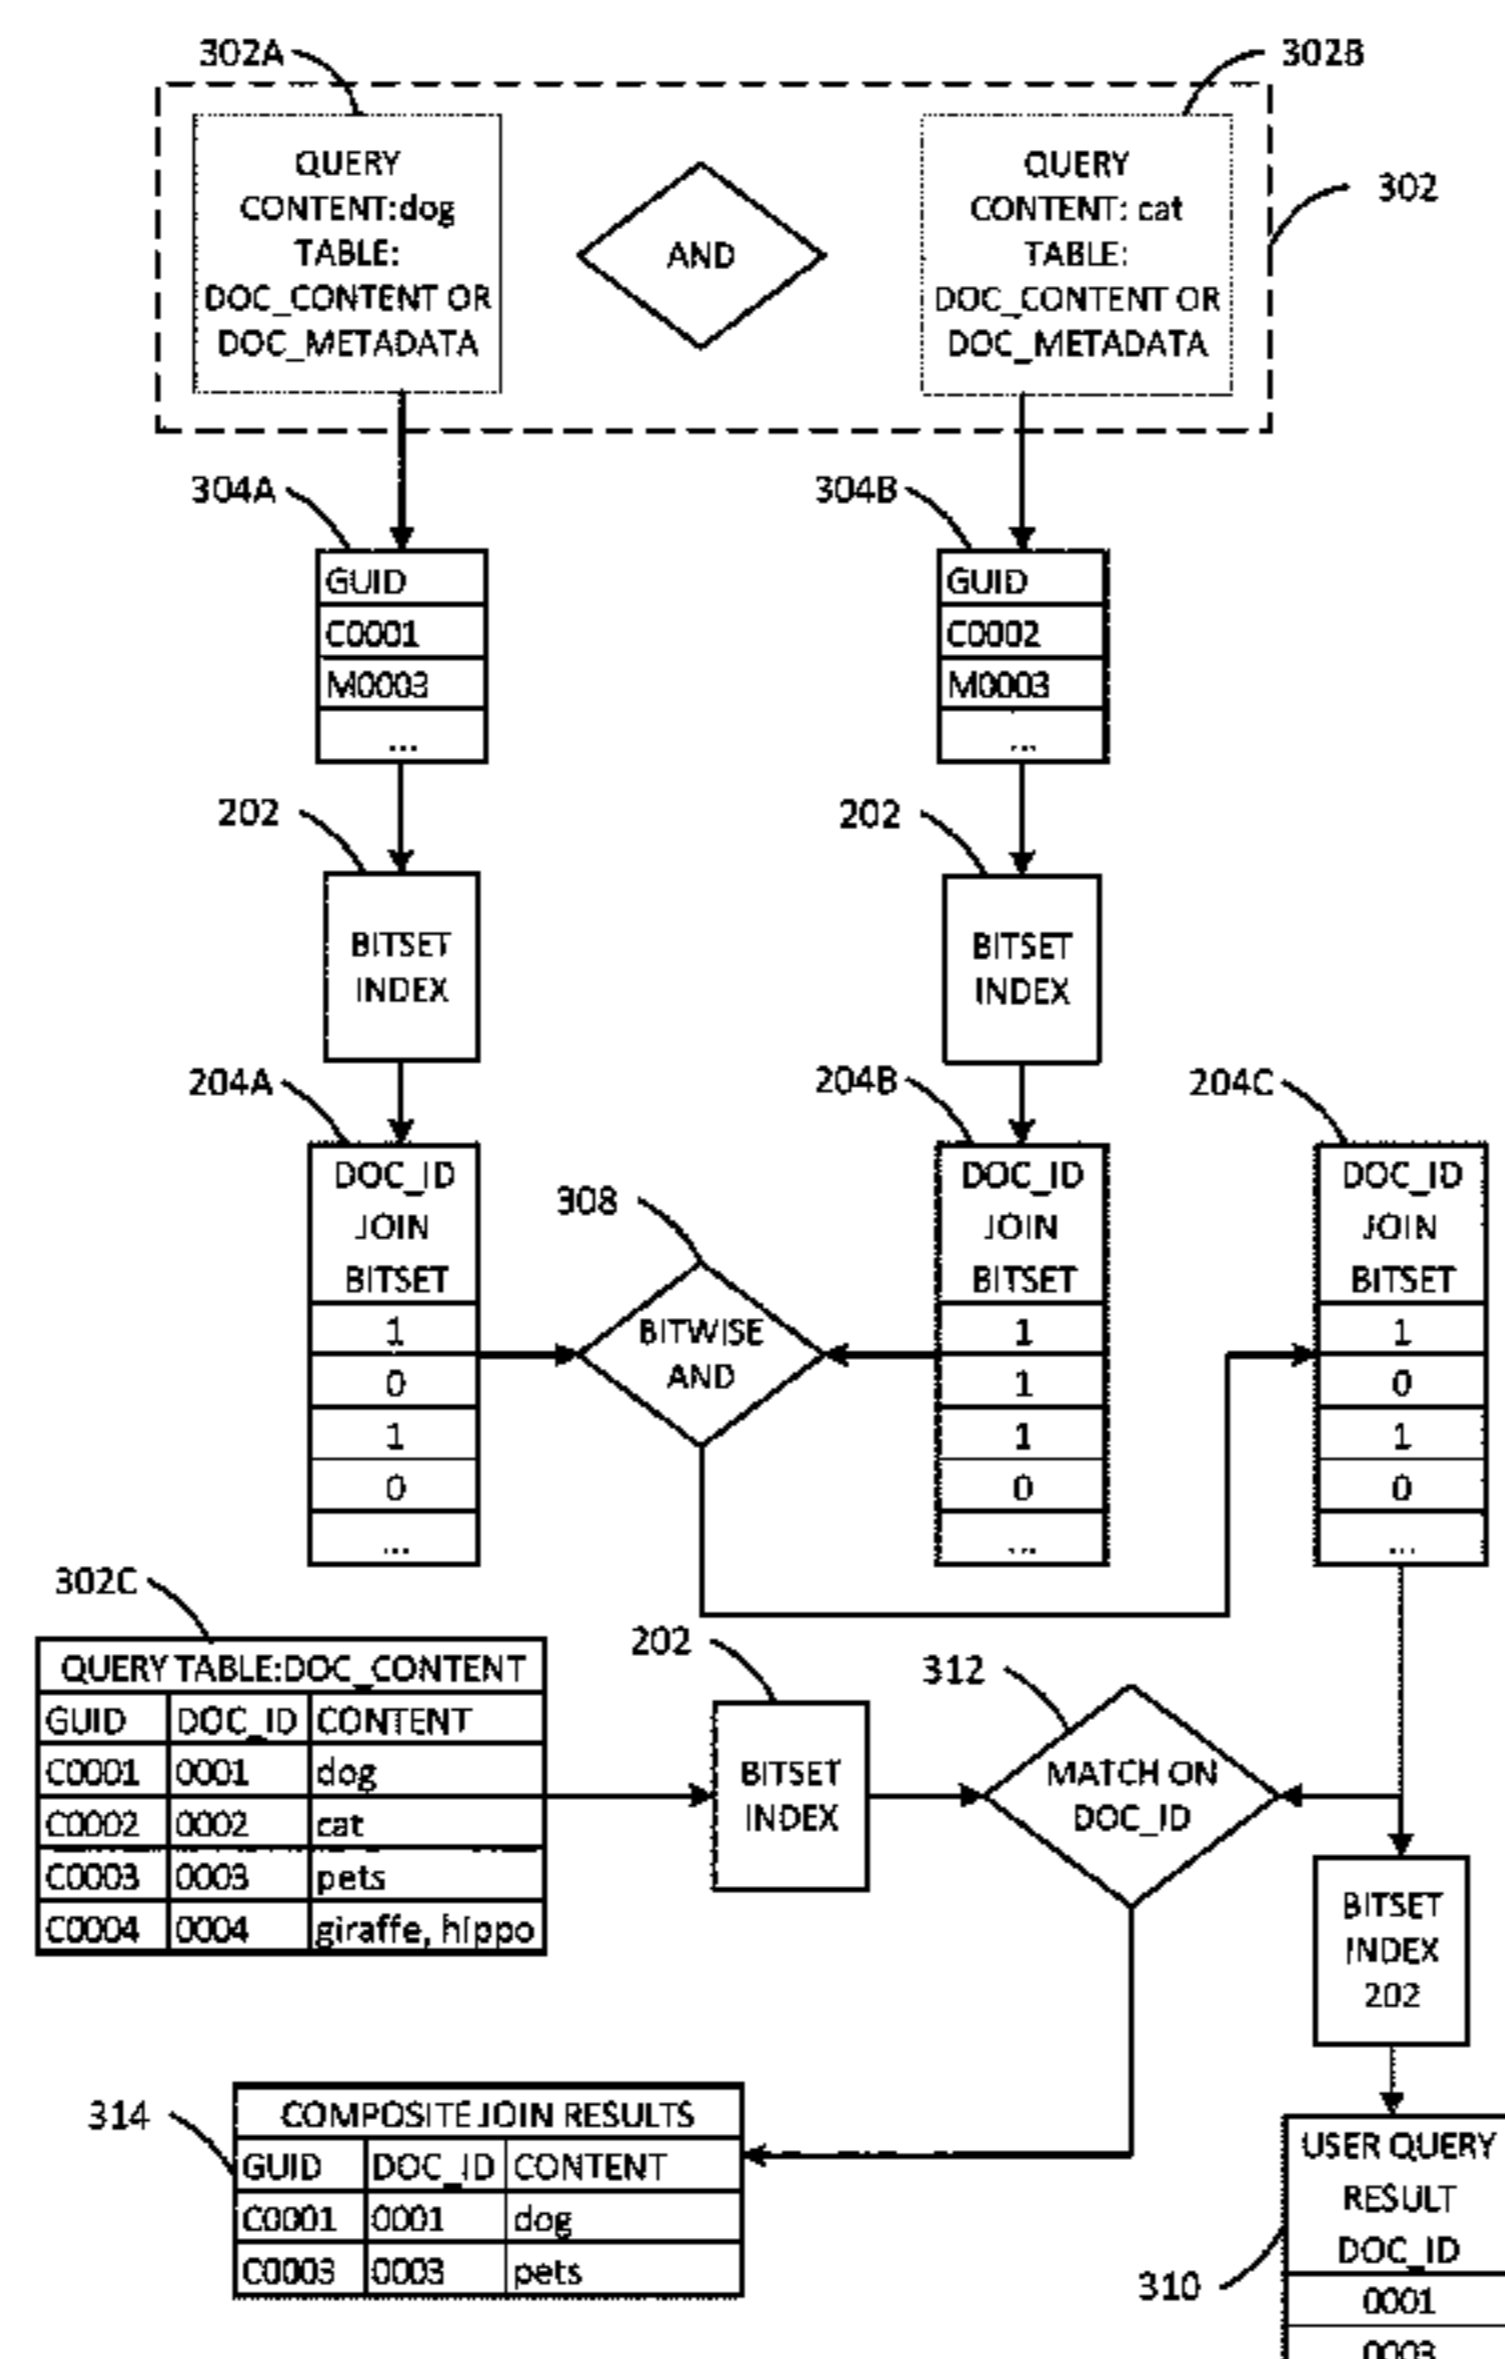 302A
302B
QUERY
CONTENT:dog
TABLE:
DOC_CONTENT OR
DOC_METADATA
AND
QUERY
CONTENT: cat
TABLE:
DOC_CONTENT OR
DOC_METADATA
302
304A
304B
GUID
C0001
M0003
...
GUID
C0002
M0003
...
202
202
BITSET
INDEX
BITSET
INDEX
204A
204B
204C
DOC_ID
JOIN
BITSET
1
0
1
0
...
308
BITWISE
AND
DOC_ID
JOIN
BITSET
1
1
1
0
...
DOC_ID
JOIN
BITSET
1
0
1
0
...
302C
QUERY TABLE:DOC_CONTENT
GUID DOC_ID CONTENT
C0001 0001 dog
C0002 0002 cat
C0003 0003 pets
C0004 0004 giraffe, hippo
202
BITSET
INDEX
312
MATCH ON
DOC_ID
BITSET
INDEX
202
314
COMPOSITE JOIN RESULTS
GUID DOC_ID CONTENT
C0001 0001 dog
C0003 0003 pets
310
USER QUERY
RESULT
DOC_ID
0001
0003